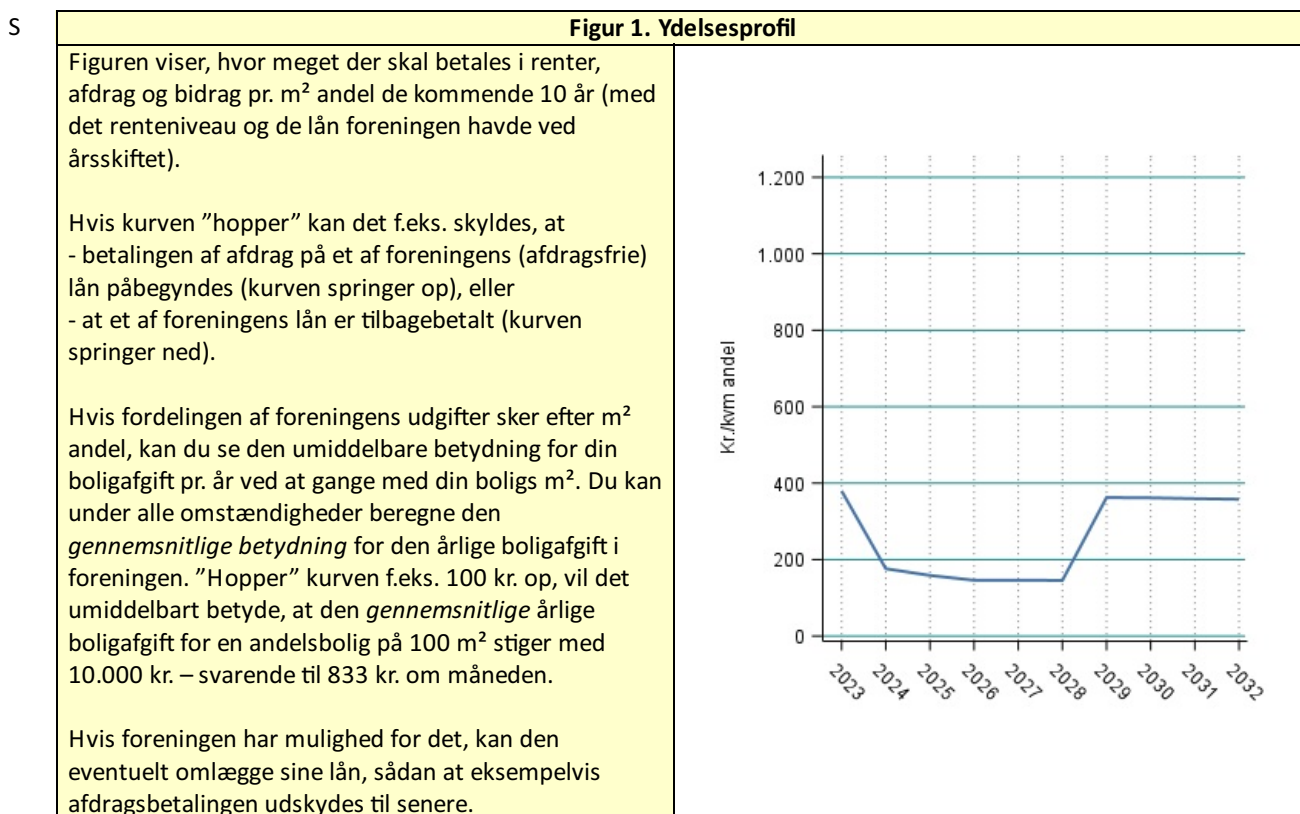 S
Figur 1. Ydelsesprofil
Figuren viser, hvor meget der skal betales i renter,
afdrag og bidrag pr. m² andel de kommende 10 år (med
det renteniveau og de lån foreningen havde ved
årsskiftet).
Hvis kurven ”hopper” kan det f.eks. skyldes, at
- betalingen af afdrag på et af foreningens (afdragsfrie)
lån påbegyndes (kurven springer op), eller
- at et af foreningens lån er tilbagebetalt (kurven
springer ned).
Hvis fordelingen af foreningens udgifter sker efter m²
andel, kan du se den umiddelbare betydning for din
boligafgift pr. år ved at gange med din boligs m². Du kan
under alle omstændigheder beregne den
gennemsnitlige betydning for den årlige boligafgift i
foreningen. ”Hopper” kurven f.eks. 100 kr. op, vil det
umiddelbart betyde, at den gennemsnitlige årlige
boligafgift for en andelsbolig på 100 m² stiger med
10.000 kr. – svarende til 833 kr. om måneden.
Hvis foreningen har mulighed for det, kan den
eventuelt omlægge sine lån, sådan at eksempelvis
afdragsbetalingen udskydes til senere.
Kr./kvm andel
1.200
1.000
800
600
400
200
0
2023
2024
2025
2026
2027
2028
2029
2030
2031
2032